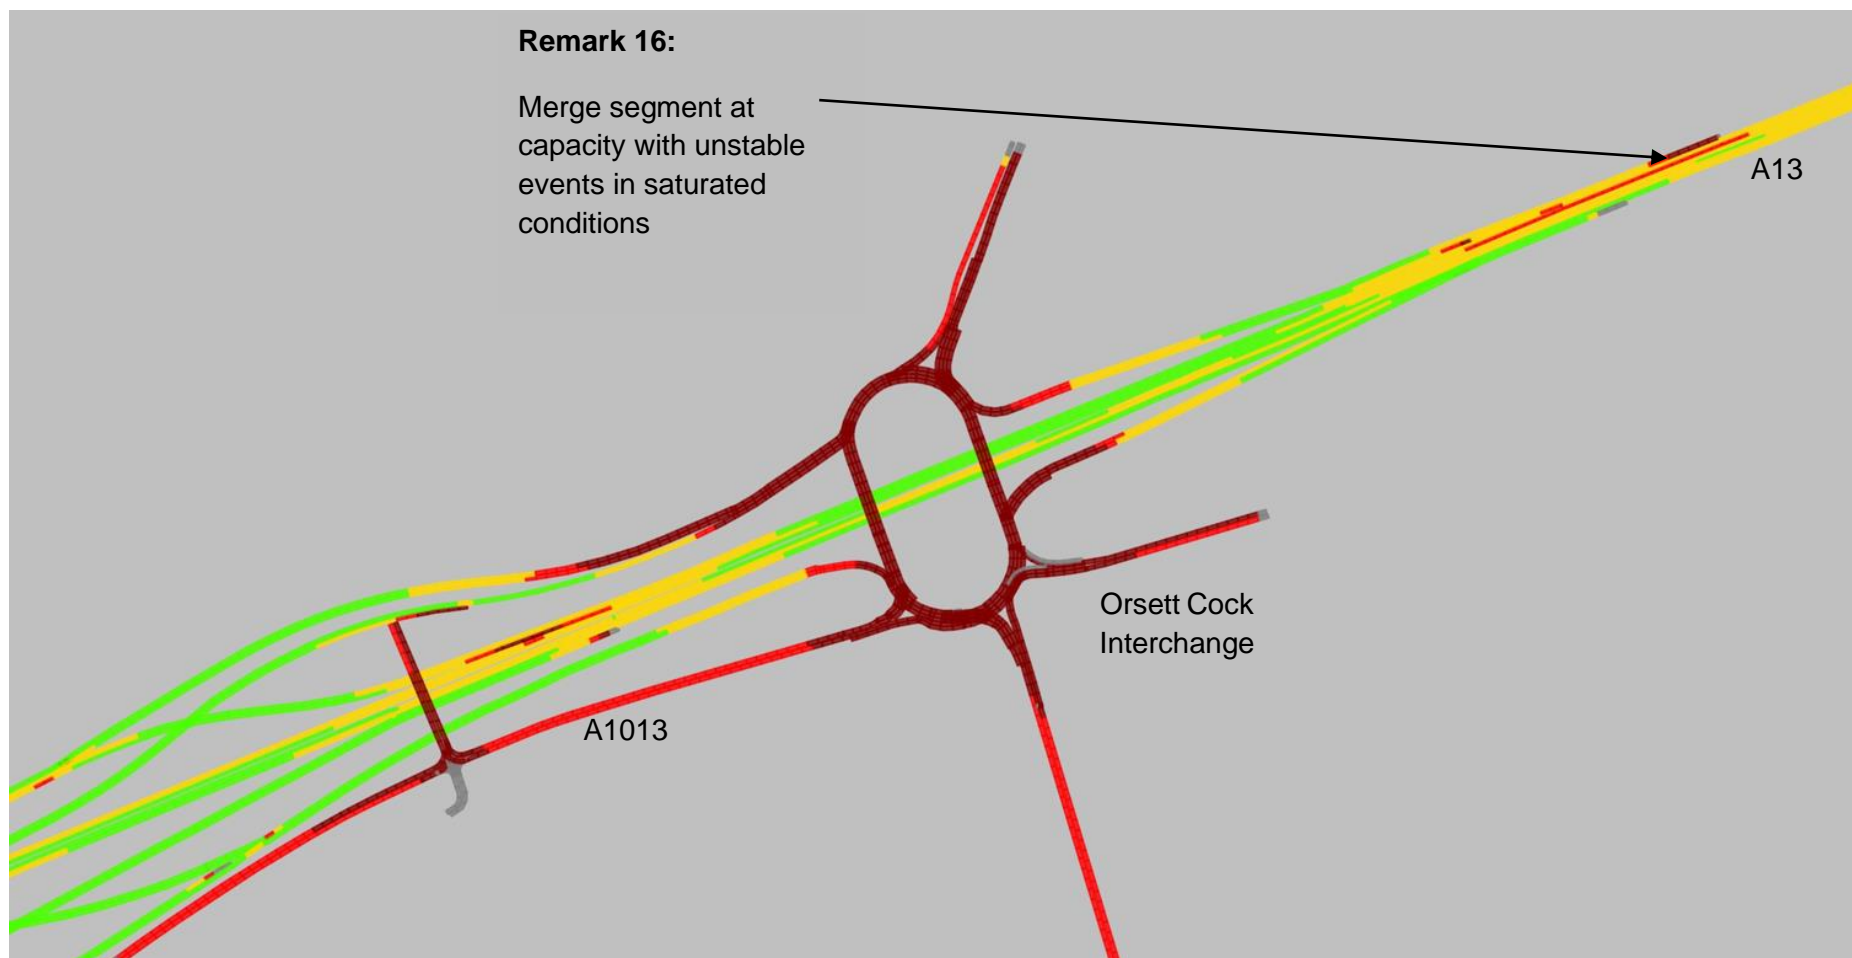 Remark 16:
Merge segment at
capacity with unstable
events in saturated
conditions
A13
Orsett Cock
Interchange
A1013